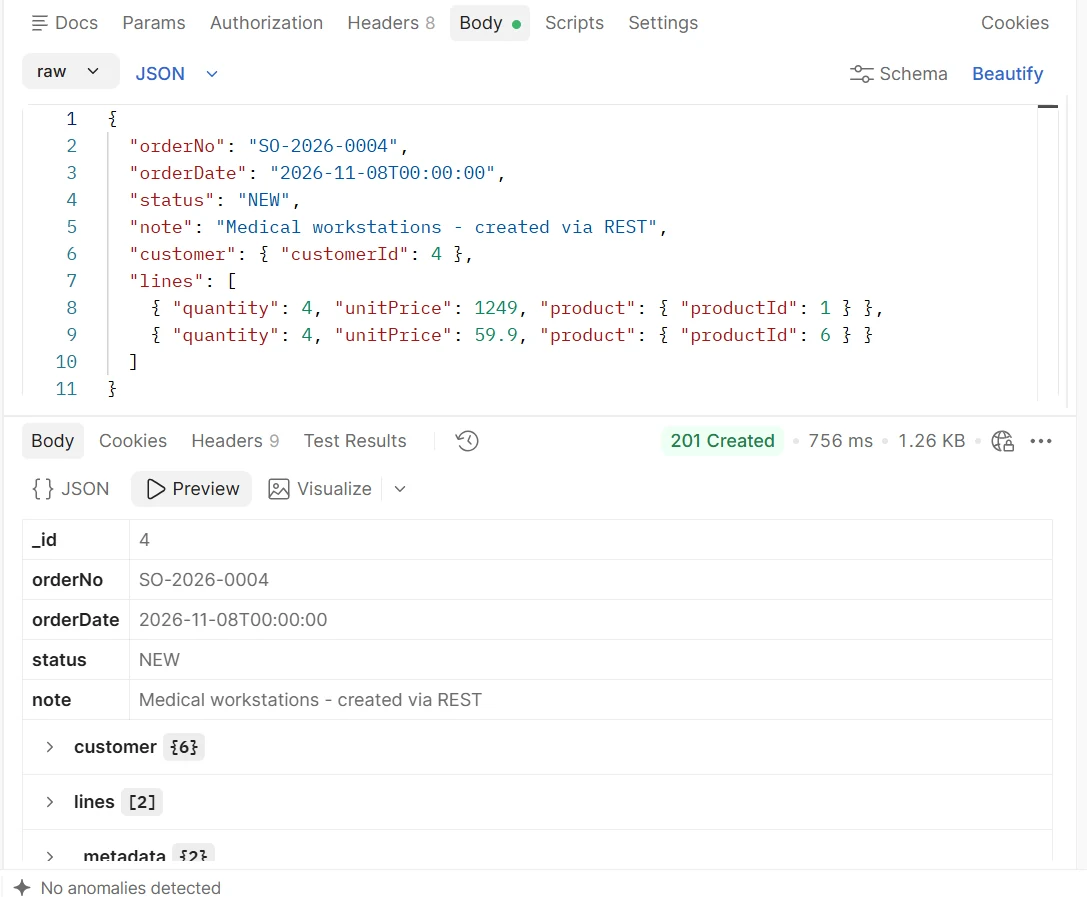 Docs Params Authorization Headers 8 Body Scripts Settings Cookies
raw JSON Schema Beautify
1 {
2 "orderNo": "SO-2026-0004",
3 "orderDate": "2026-11-08T00:00:00",
4 "status": "NEW",
5 "note": "Medical workstations - created via REST",
6 "customer": { "customerId": 4 },
7 "lines": [
8 { "quantity": 4, "unitPrice": 1249, "product": { "productId": 1 } },
9 { "quantity": 4, "unitPrice": 59.9, "product": { "productId": 6 } }
10 ]
11 }
Body Cookies Headers 9 Test Results 201 Created 756 ms 1.26 KB
{} JSON Preview Visualize
_id 4
orderNo SO-2026-0004
orderDate 2026-11-08T00:00:00
status NEW
note Medical workstations - created via REST
customer {6}
lines [2]
_metadata {2}
No anomalies detected